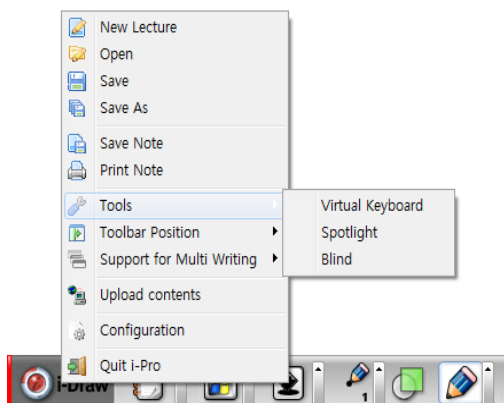 New Lecture
Open
Save
Save As
Save Note
Print Note
Tools
Virtual Keyboard
Toolbar Position
Spotlight
Support for Multi Writing
Blind
Upload contents
Configuration
Quit i-Pro
i-Draw
1